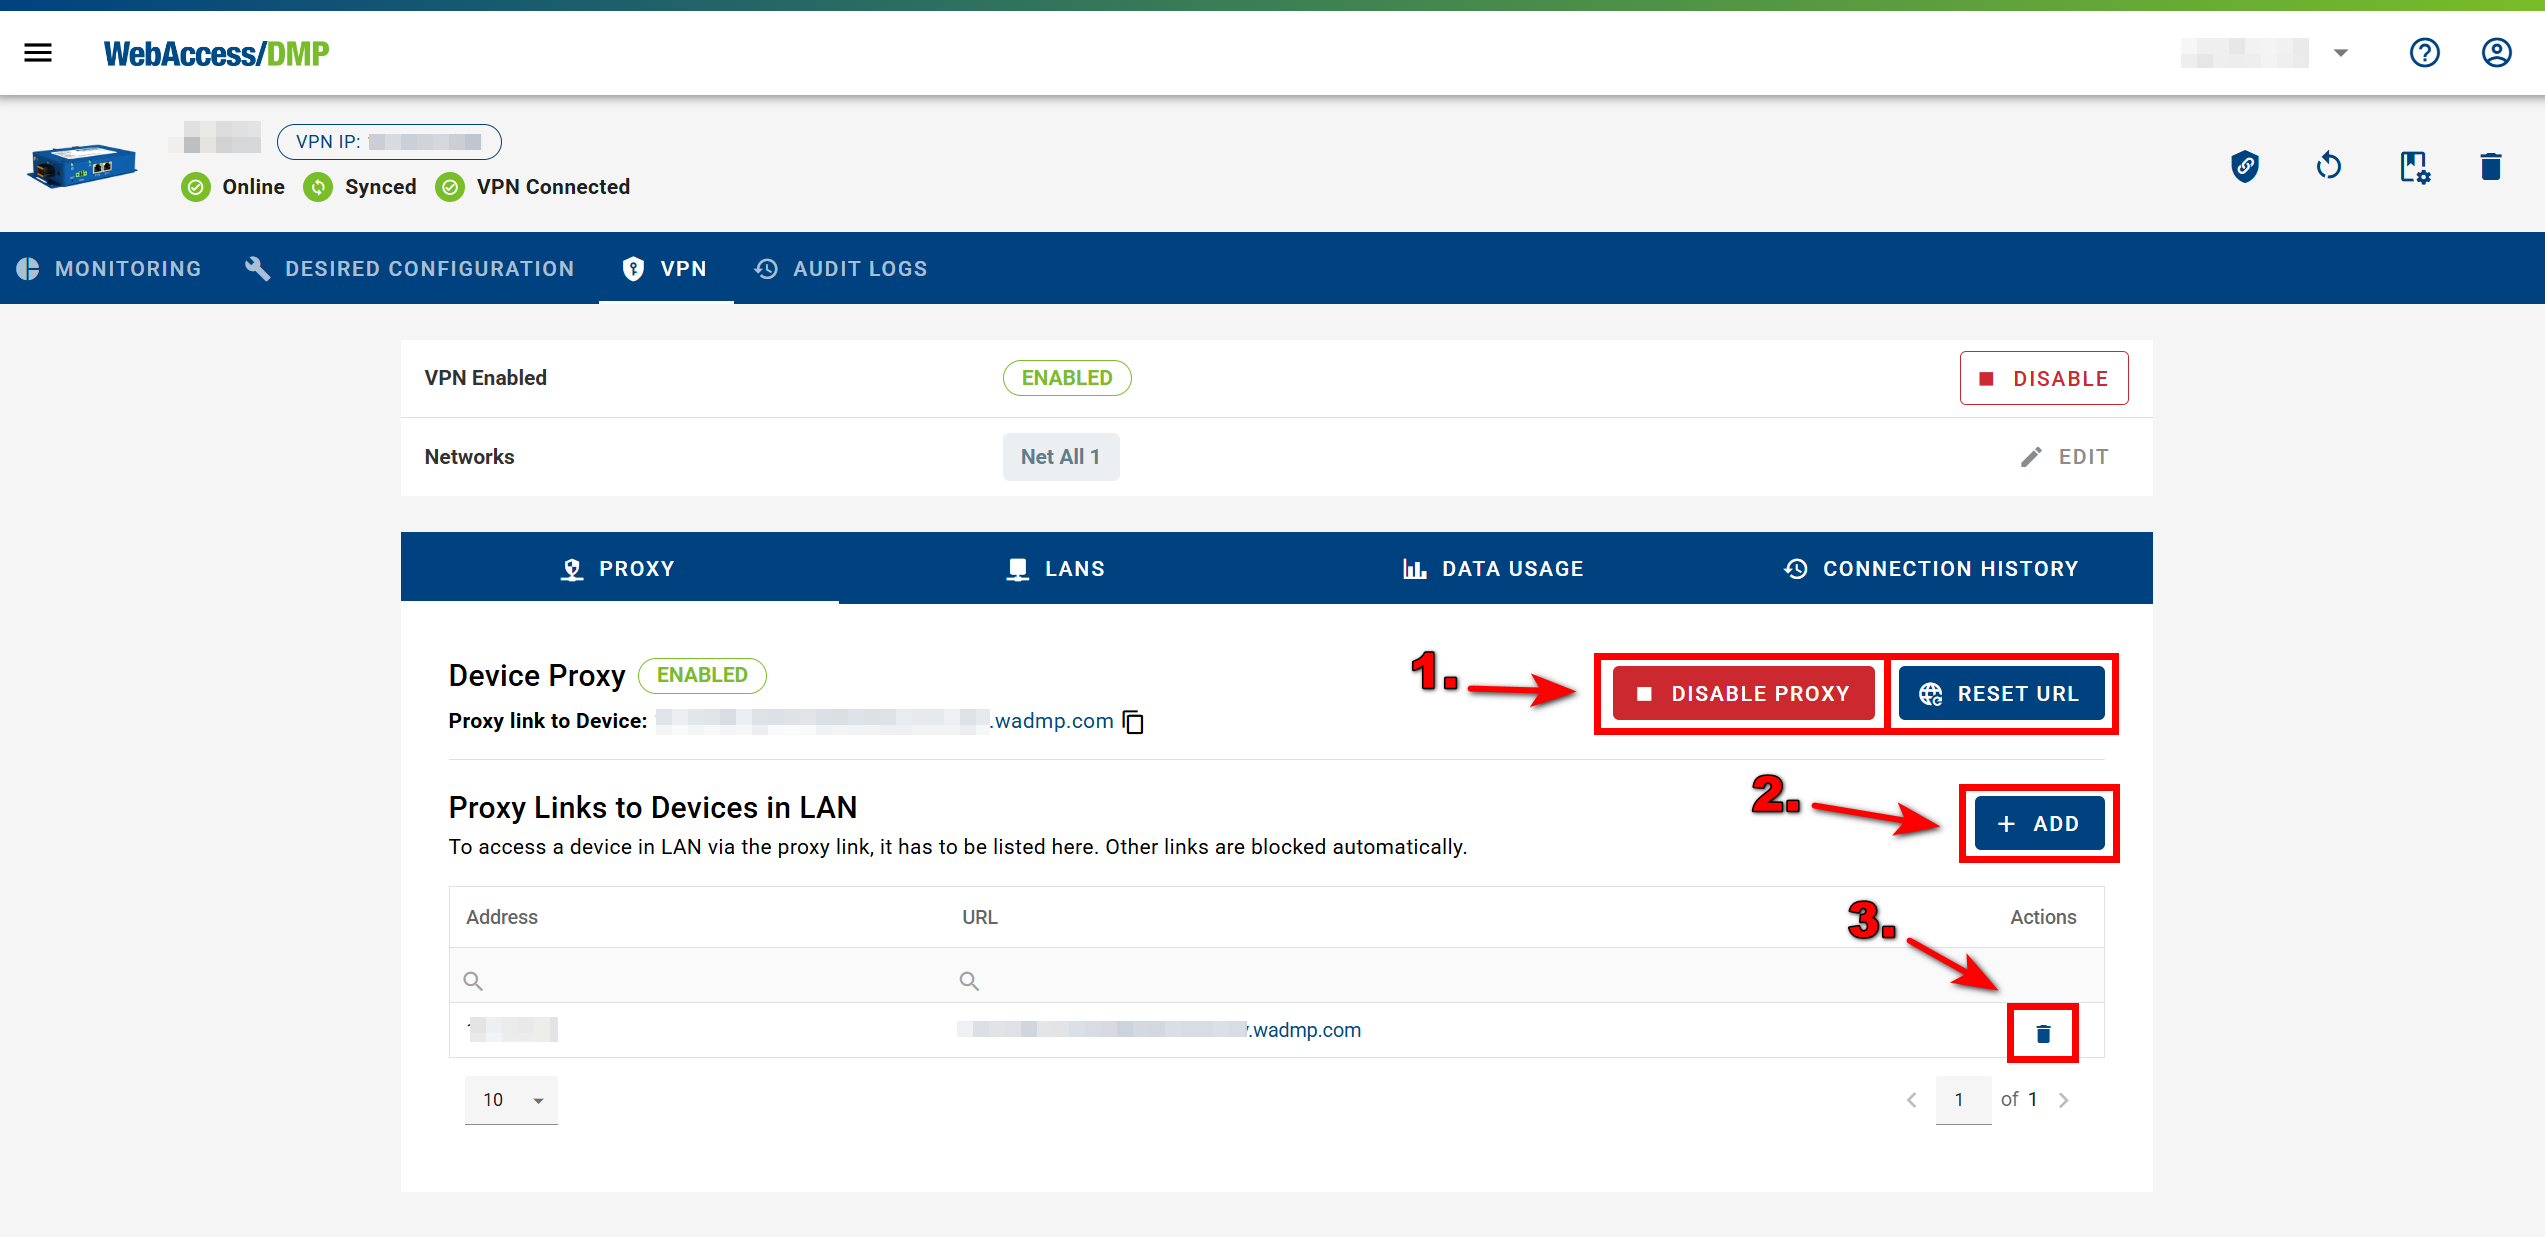 WebAccess/DMP
VPN IP:
Online Synced VPN Connected
MONITORING DESIRED CONFIGURATION VPN AUDIT LOGS
VPN Enabled ENABLED DISABLE
Networks Net All 1 EDIT
PROXY LANS DATA USAGE CONNECTION HISTORY
Device Proxy ENABLED 1. DISABLE PROXY RESET URL
Proxy link to Device: .wadmp.com
Proxy Links to Devices in LAN 2. + ADD
To access a device in LAN via the proxy link, it has to be listed here. Other links are blocked automatically.
Address URL 3. Actions
.wadmp.com
10 1 of 1